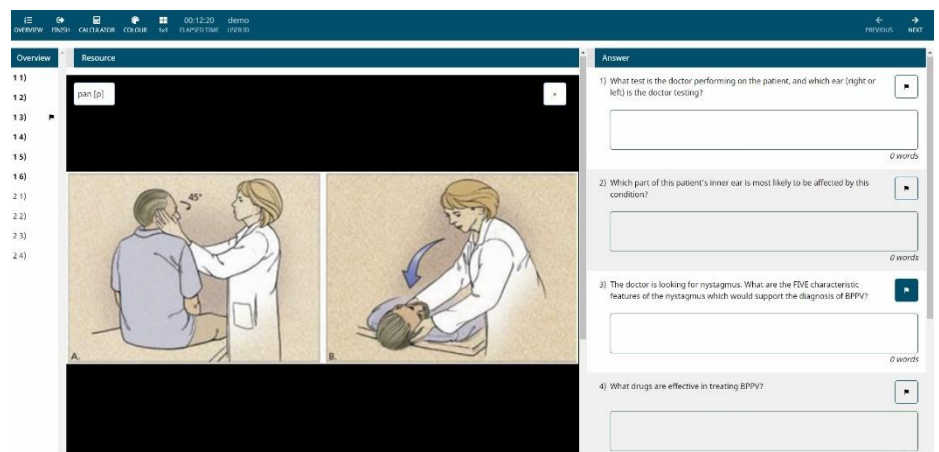 OVERVIEW FINISH CALCULATOR COLOUR 1x1 00:12:20 ELAPSED TIME demo USER ID PREVIOUS NEXT
Overview
1 1)
1 2)
1 3)
1 4)
1 5)
1 6)
2 1)
2 2)
2 3)
2 4)
Resource
pan [p]
45°
A.
B.
Answer
1) What test is the doctor performing on the patient, and which ear (right or
left) is the doctor testing?
0 words
2) Which part of this patient's inner ear is most likely to be affected by this
condition?
0 words
3) The doctor is looking for nystagmus. What are the FIVE characteristic
features of the nystagmus which would support the diagnosis of BPPV?
0 words
4) What drugs are effective in treating BPPV?